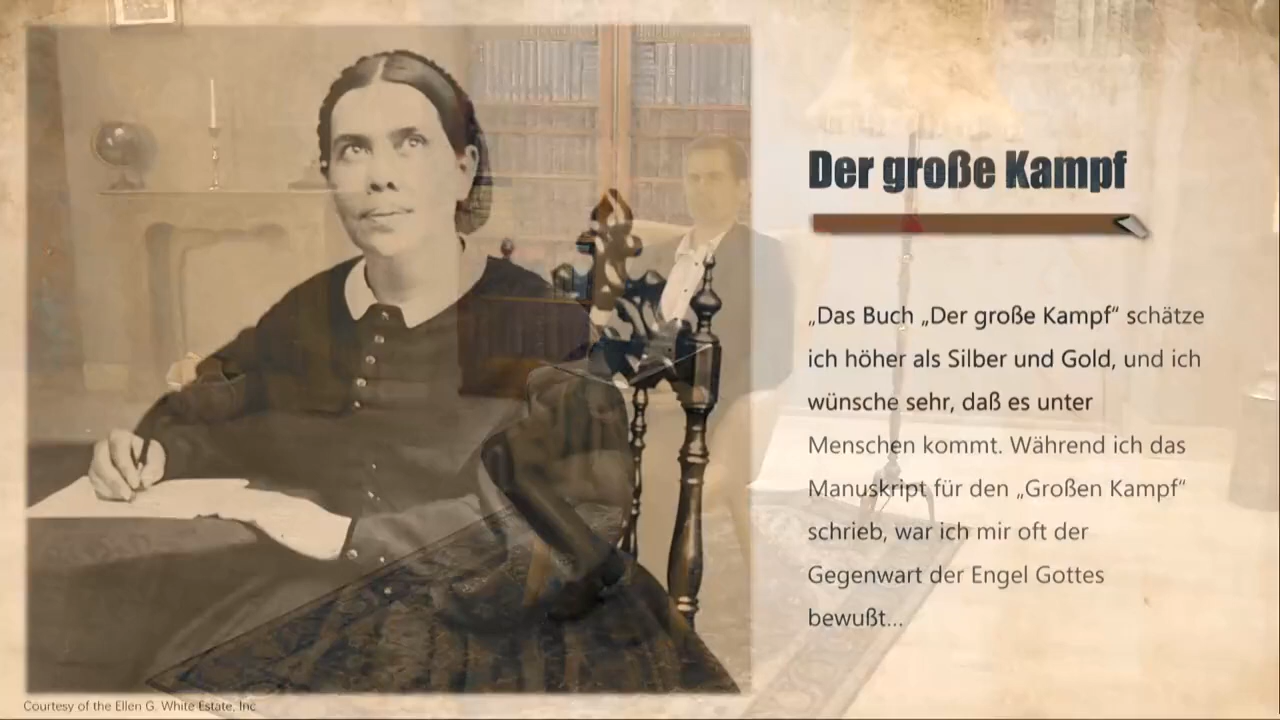 Der große Kampf
„Das Buch „Der große Kampf“ schätze
ich höher als Silber und Gold, und ich
wünsche sehr, daß es unter
Menschen kommt. Während ich das
Manuskript für den „Großen Kampf“
schrieb, war ich mir oft der
Gegenwart der Engel Gottes
bewußt...
Courtesy of the Ellen G. White Estate, Inc